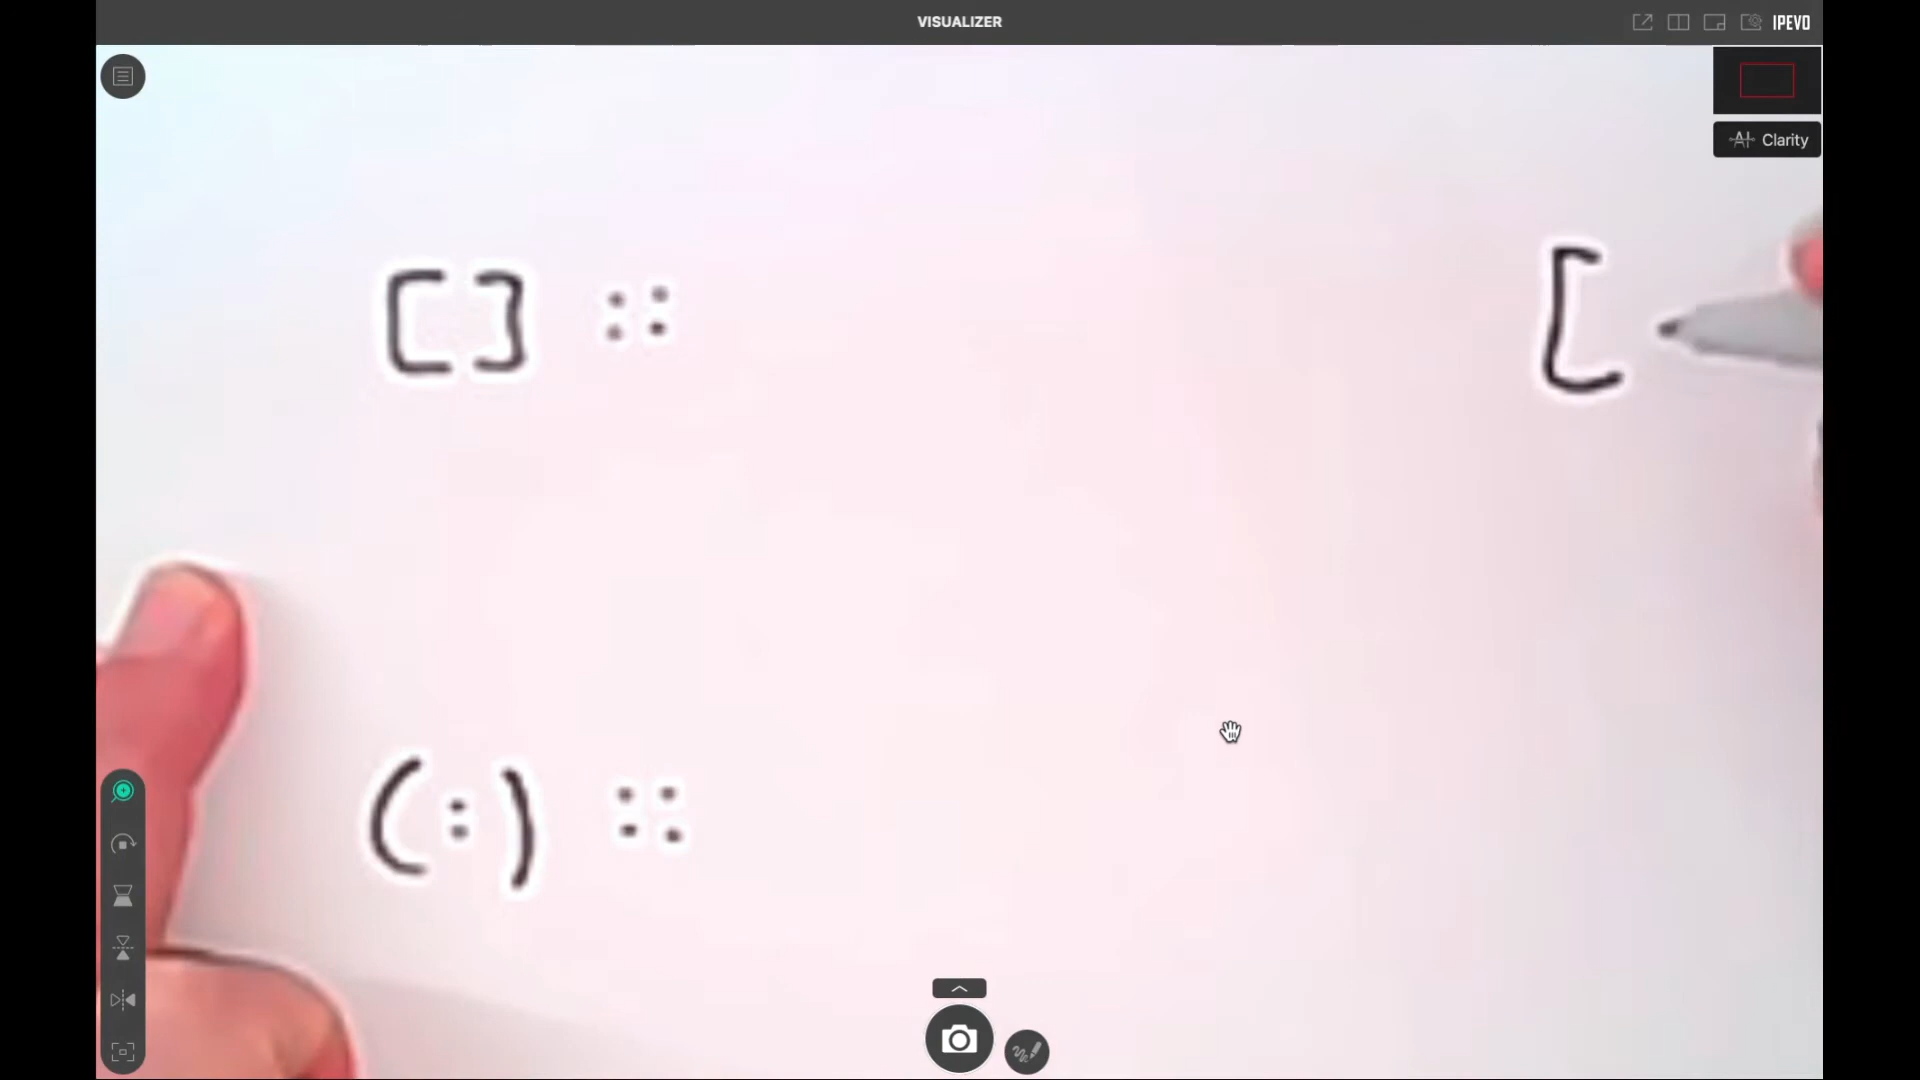 VISUALIZER
IPEVO
Clarity
[] :: [
(:) ::